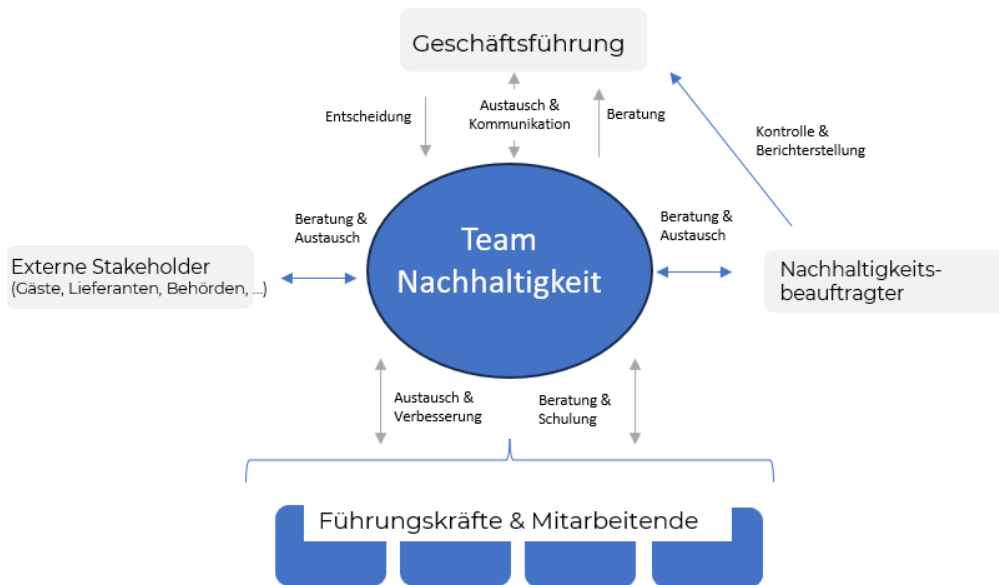 Geschäftsführung
Entscheidung
Austausch &
Kommunikation
Beratung
Kontrolle &
Berichterstellung
Beratung &
Austausch
Team
Nachhaltigkeit
Beratung &
Austausch
Externe Stakeholder
(Gäste, Lieferanten, Behörden, ...)
Nachhaltigkeits-
beauftragter
Austausch &
Verbesserung
Beratung &
Schulung
Führungskräfte & Mitarbeitende